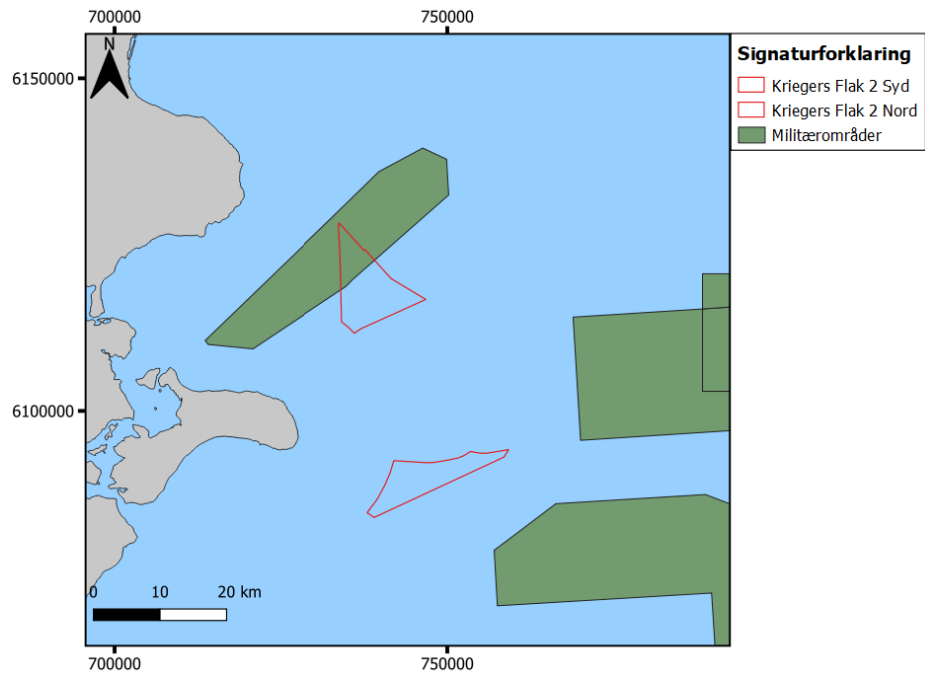 700000 750000
N
6150000
6100000
0 10 20 km
700000 750000
Signaturforklaring
Kriegers Flak 2 Syd
Kriegers Flak 2 Nord
Militærområder